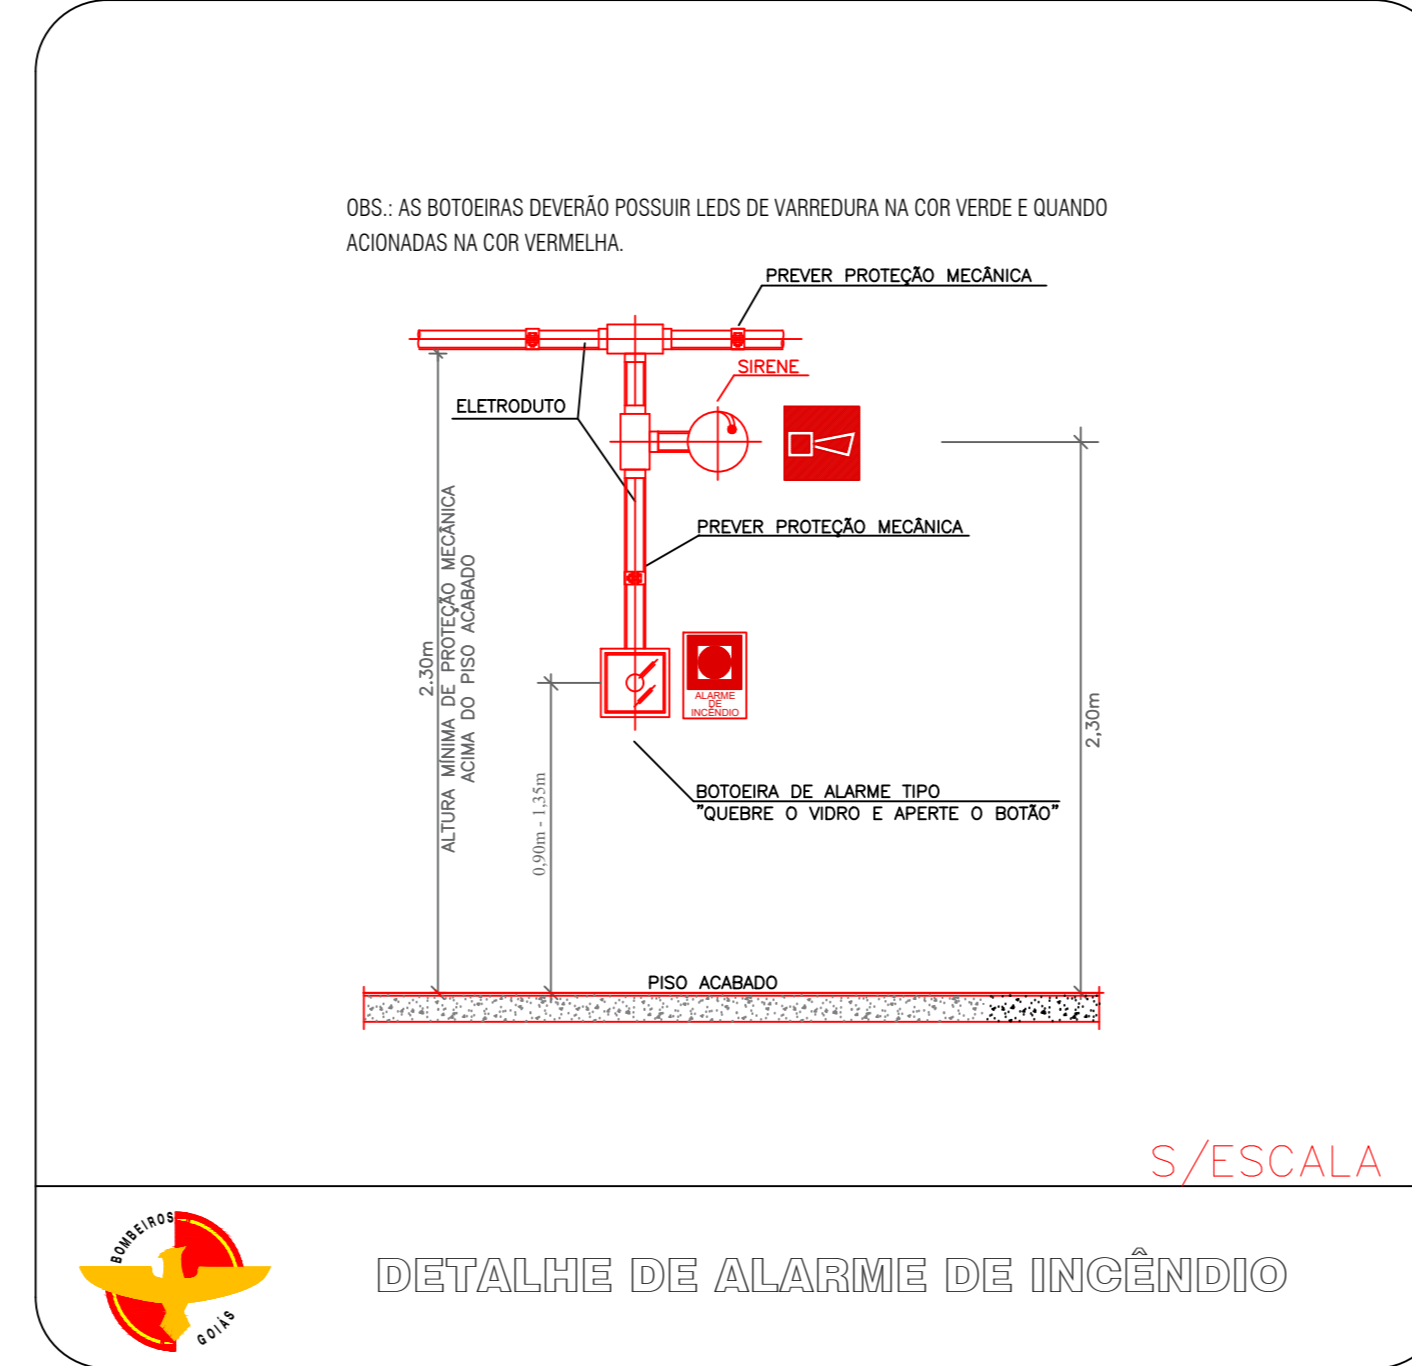 OBS.: AS BOTOEIRAS DEVERÃO POSSUIR LEDS DE VARREDURA NA COR VERDE E QUANDO
ACIONADAS NA COR VERMELHA.
PREVER PROTEÇÃO MECÂNICA
SIRENE
ELETRODUTO
PREVER PROTEÇÃO MECÂNICA
2.30m
ALTURA MÍNIMA DE PROTEÇÃO MECÂNICA
ACIMA DO PISO ACABADO
ALARME
DE
INCÊNDIO
2,30m
0,90m - 1,35m
BOTOEIRA DE ALARME TIPO
"QUEBRE O VIDRO E APERTE O BOTÃO"
PISO ACABADO
S/ESCALA
BOMBEIROS
GOIÁS
DETALHE DE ALARME DE INCÊNDIO